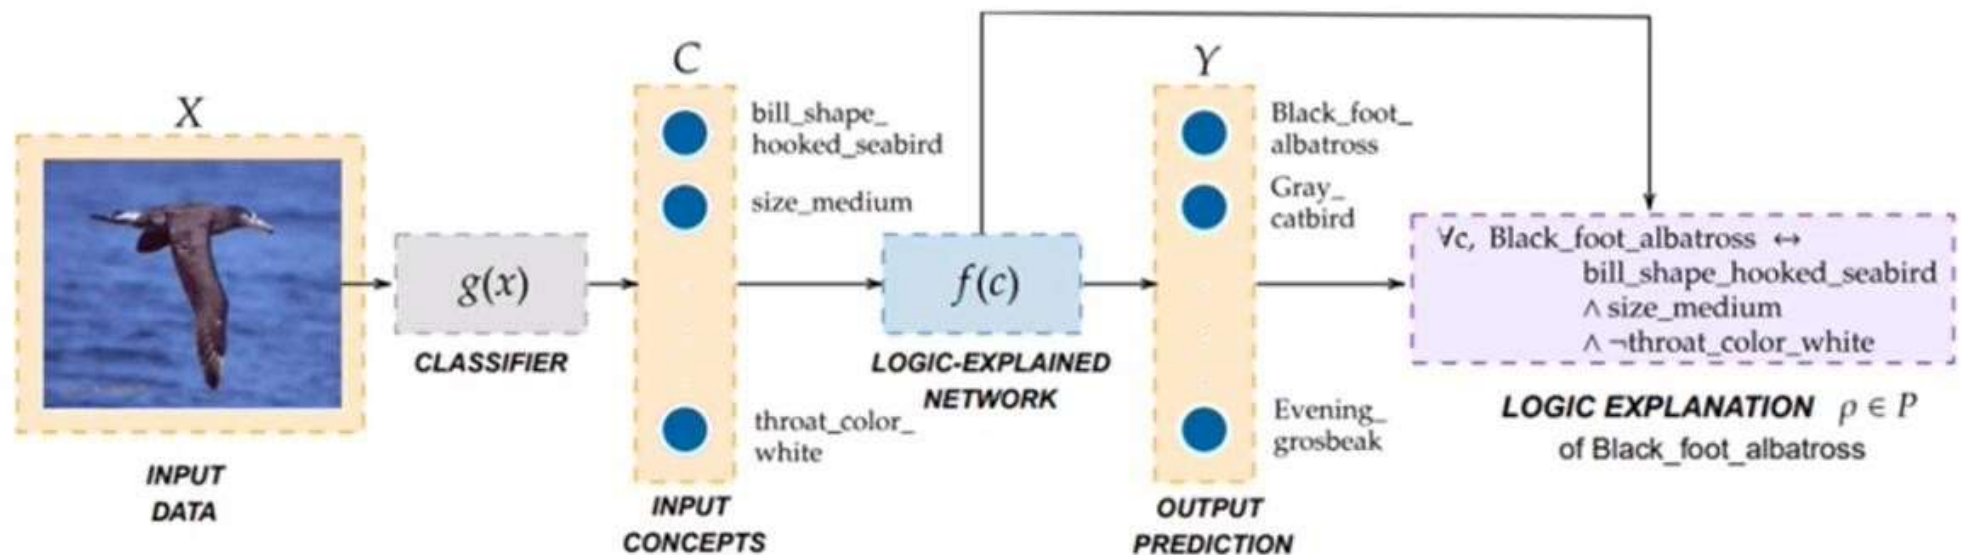 X
INPUT
DATA
g(x)
CLASSIFIER
C
bill_shape_
hooked_seabird
size_medium
throat_color_
white
INPUT
CONCEPTS
f(c)
LOGIC-EXPLAINED
NETWORK
Y
Black_foot_
albatross
Gray_
catbird
Evening_
grosbeak
OUTPUT
PREDICTION
∀c, Black_foot_albatross ↔
bill_shape_hooked_seabird
∧ size_medium
∧ ¬throat_color_white
LOGIC EXPLANATION ρ ∈ P
of Black_foot_albatross